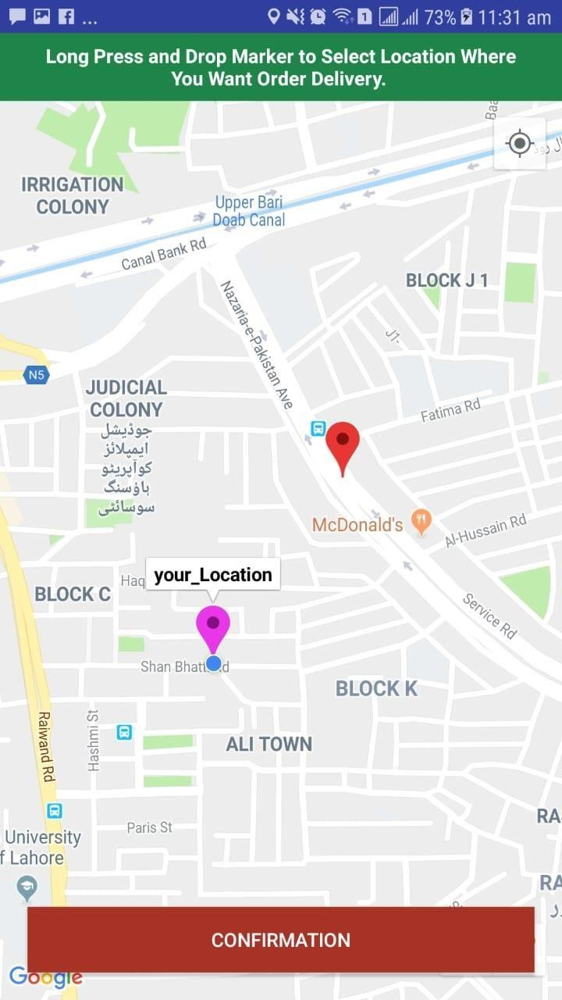 ...
1
73%
11:31 am
Long Press and Drop Marker to Select Location Where
You Want Order Delivery.
IRRIGATION
COLONY
Upper Bari
Doab Canal
Canal Bank Rd
BLOCK J 1
Nazaria-e-Pakistan Ave
J1-
N5
JUDICIAL
COLONY
جوڈیشل
ایمپلائز
کوآپریٹو
ہاؤسنگ
سوسائٹی
Fatima Rd
McDonald's
Al-Hussain Rd
your_Location
Haq
BLOCK C
Service Rd
Shan Bhatti Rd
BLOCK K
Hashmi St
Raiwand Rd
ALI TOWN
RA
Paris St
University
f Lahore
RA
CONFIRMATION
Google